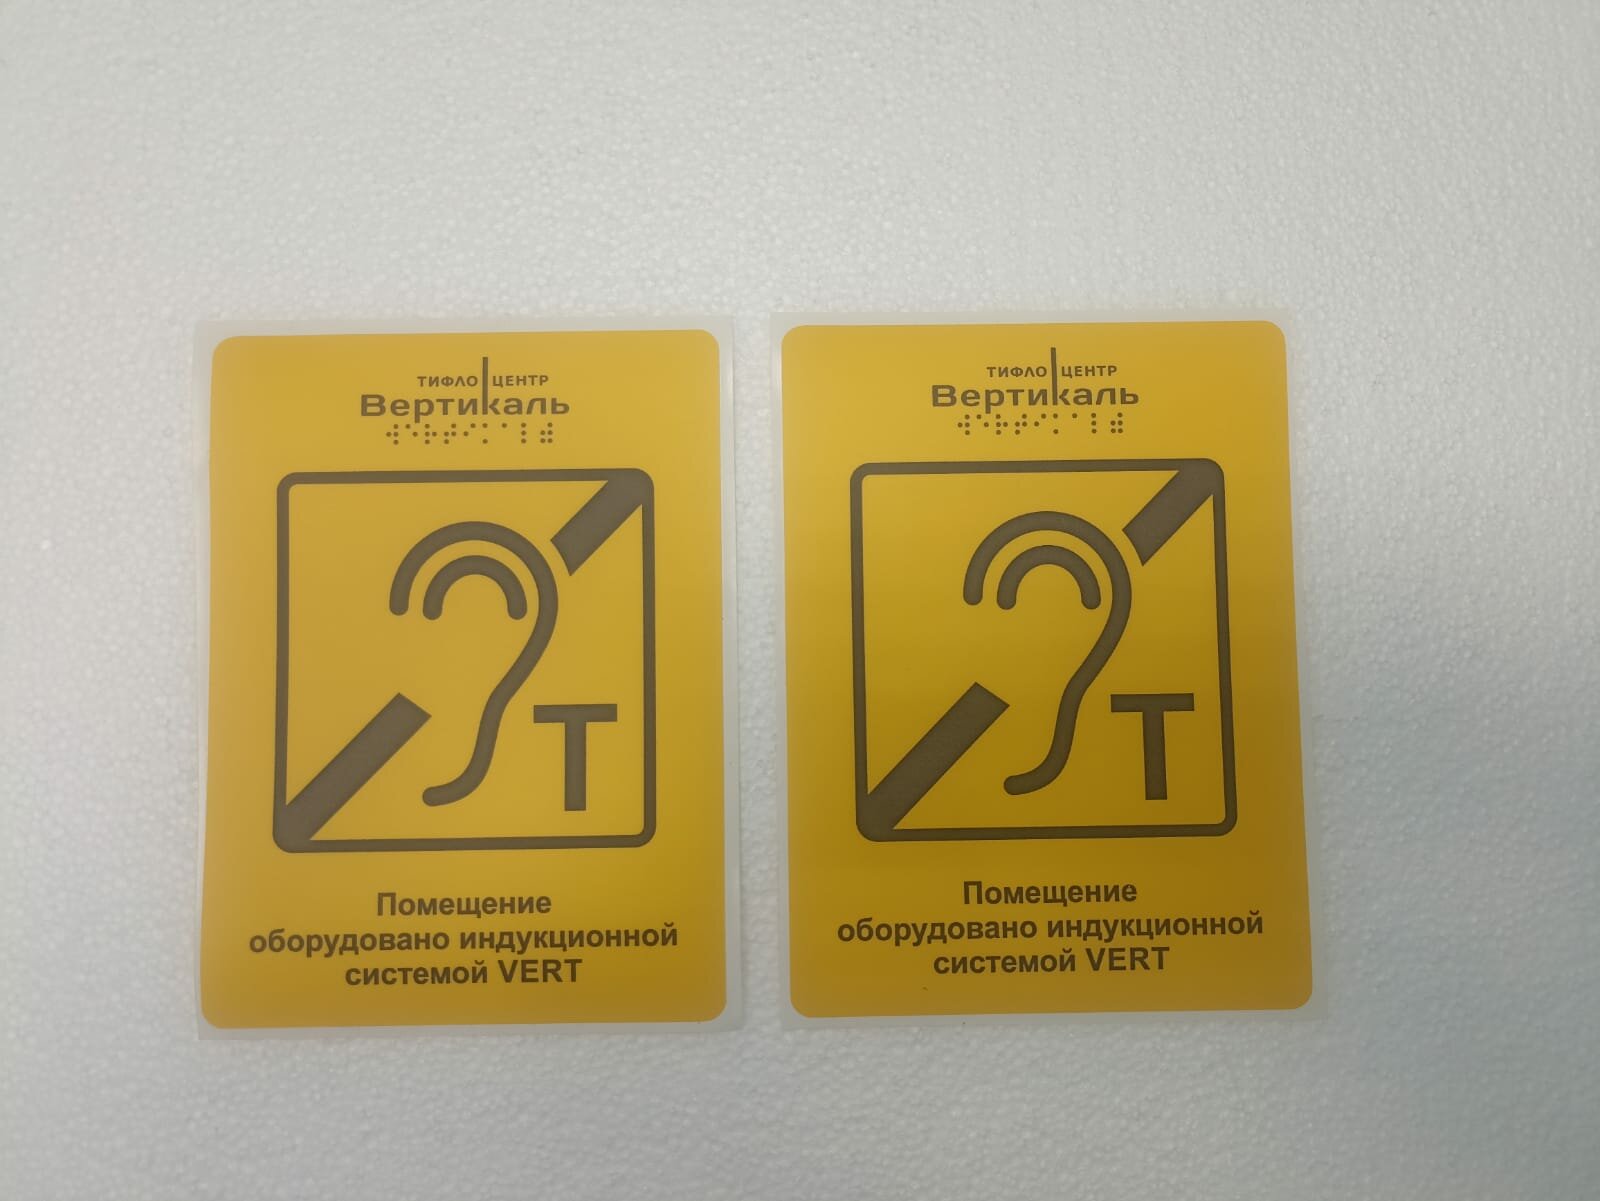 ТИФЛО ЦЕНТР
Вертикаль
⠺⠑⠗⠞⠊⠅⠁⠇⠾
Т
Помещение
оборудовано индукционной
системой VERT
ТИФЛО ЦЕНТР
Вертикаль
⠺⠑⠗⠞⠊⠅⠁⠇⠾
Т
Помещение
оборудовано индукционной
системой VERT